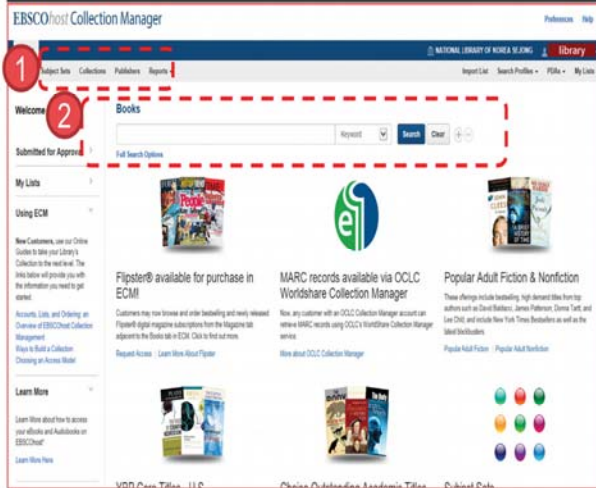 EBSCOhost Collection Manager
Preferences Help
NATIONAL LIBRARY OF KOREA SEJONG library
1
Subject Sets Collections Publishers Reports
Import List Search Profiles PDAs My Lists
Welcome
2
Books
Keyword Search Clear
Full Search Options
Submitted for Approval
My Lists
Using ECM
New Customers, use our Online
Guides to take your Library's
Collection to the next level. The
links below will provide you with
the information you need to get
started.
Accounts, Lists, and Ordering: an
Overview of EBSCOhost Collection
Management
Ways to Build a Collection
Choosing an Access Model
Learn More
Learn More about how to access
your eBooks and Audiobooks on
EBSCOhost
Learn More Here
People
Flipster® available for purchase in
ECM!
Customers may now browse and order bestselling and newly released
Flipster® digital magazine subscriptions from the Magazine tab
adjacent to the Books tab in ECM. Click to find out more.
Request Access | Learn More About Flipster
e
MARC records available via OCLC
Worldshare Collection Manager
Now, any customer with an OCLC Collection Manager account can
retrieve MARC records using OCLC's WorldShare Collection Manager
service.
More about OCLC Collection Manager
Popular Adult Fiction & Nonfiction
These offerings include bestselling, high demand titles from top
authors such as David Baldacci, James Patterson, Donna Tartt, and
Lee Child, and include New York Times Bestsellers as well as the
latest blockbusters.
Popular Adult Fiction | Popular Adult Nonfiction
YBP Core Titles - U.S.
Choice Outstanding Academic Titles
Subject Sets